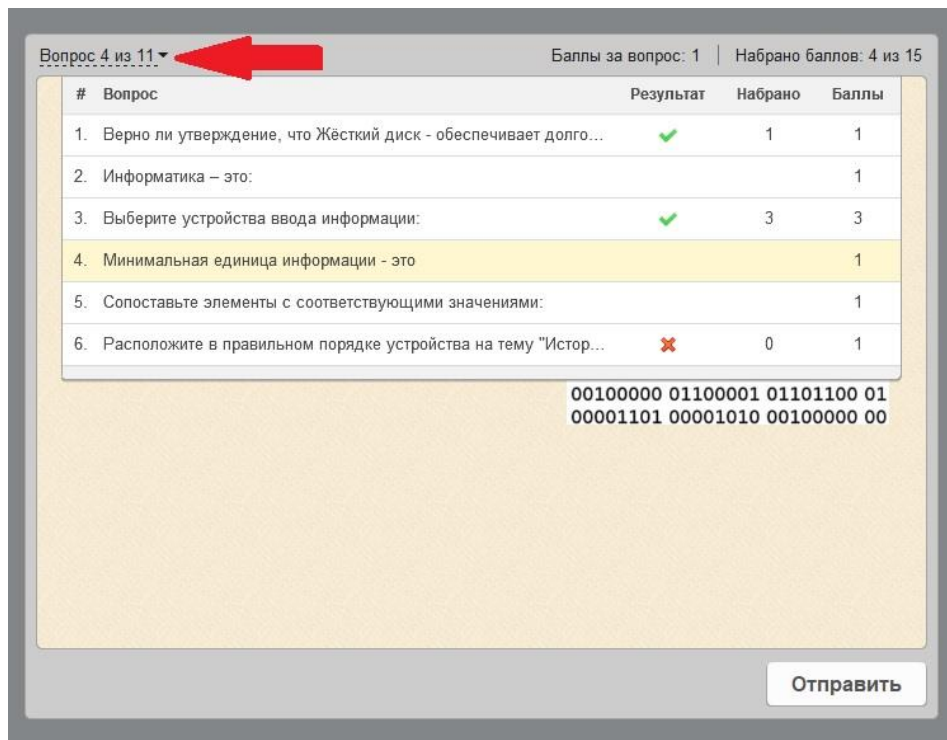 Вопрос 4 из 11 Баллы за вопрос: 1 | Набрано баллов: 4 из 15
# Вопрос Результат Набрано Баллы
1. Верно ли утверждение, что Жёсткий диск - обеспечивает долго... 1 1
2. Информатика – это: 1
3. Выберите устройства ввода информации: 3 3
4. Минимальная единица информации - это 1
5. Сопоставьте элементы с соответствующими значениями: 1
6. Расположите в правильном порядке устройства на тему "Истор... 0 1
00100000 01100001 01101100 01
00001101 00001010 00100000 00
Отправить